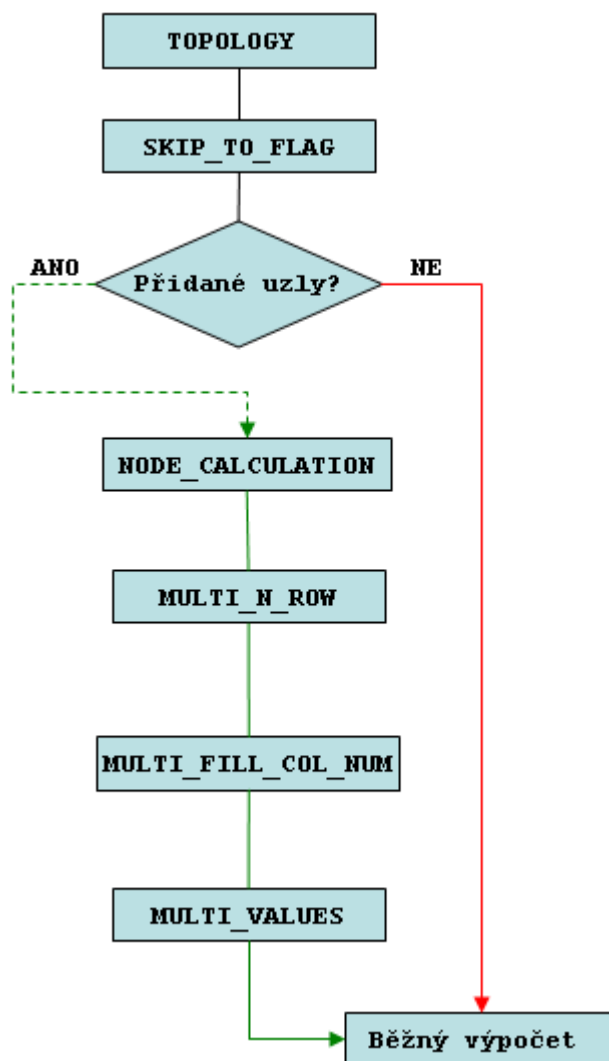 TOPOLOGY
SKIP_TO_FLAG
ANO
Přidané uzly?
NE
NODE_CALCULATION
MULTI_N_ROW
MULTI_FILL_COL_NUM
MULTI_VALUES
Běžný výpočet